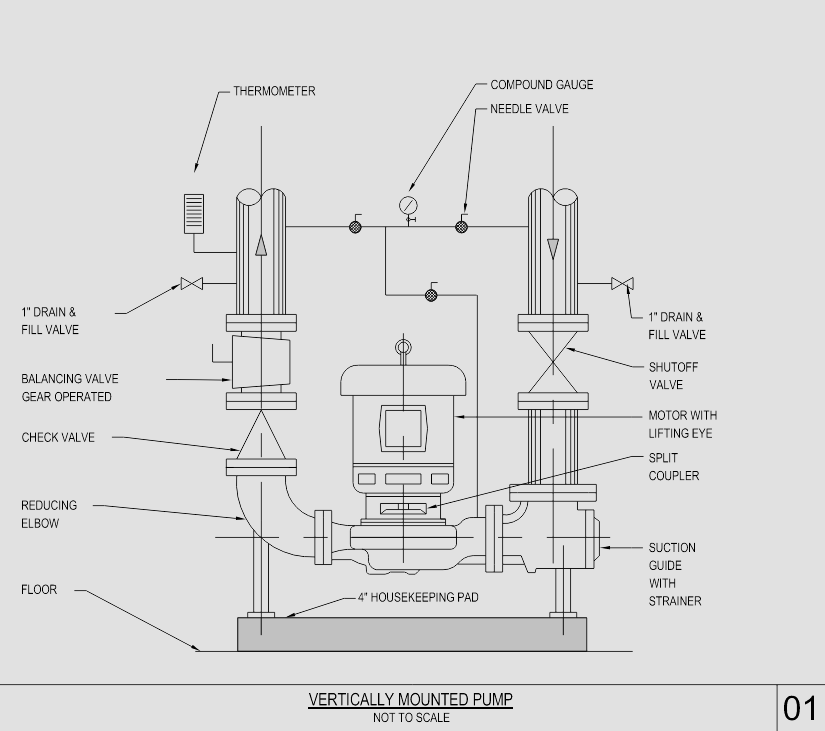 COMPOUND GAUGE
THERMOMETER
NEEDLE VALVE
1" DRAIN &
FILL VALVE
1" DRAIN &
FILL VALVE
SHUTOFF
VALVE
BALANCING VALVE
GEAR OPERATED
MOTOR WITH
LIFTING EYE
CHECK VALVE
SPLIT
COUPLER
REDUCING
ELBOW
SUCTION
GUIDE
WITH
STRAINER
FLOOR
4" HOUSEKEEPING PAD
VERTICALLY MOUNTED PUMP
NOT TO SCALE
01